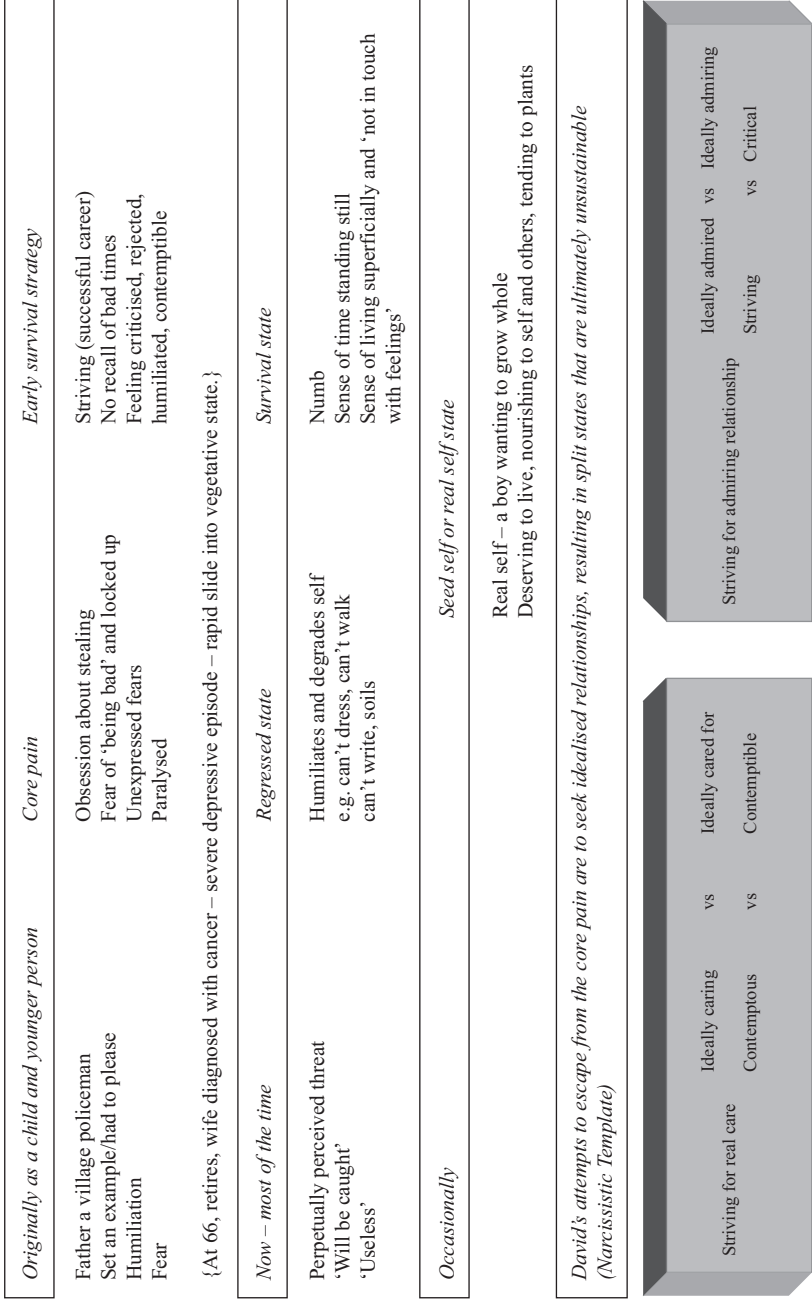 Originally as a child and younger person Core pain Early survival strategy
Father a village policeman Obsession about stealing Striving (successful career)
Set an example/had to please Fear of ‘being bad’ and locked up No recall of bad times
Humiliation Unexpressed fears Feeling criticised, rejected,
Fear Paralysed humiliated, contemptible
{At 66, retires, wife diagnosed with cancer – severe depressive episode – rapid slide into vegetative state.}
Now – most of the time Regressed state Survival state
Perpetually perceived threat Humiliates and degrades self Numb
‘Will be caught’ e.g. can’t dress, can’t walk Sense of time standing still
‘Useless’ can’t write, soils Sense of living superficially and ‘not in touch
with feelings’
Occasionally Seed self or real self state
Real self – a boy wanting to grow whole
Deserving to live, nourishing to self and others, tending to plants
David’s attempts to escape from the core pain are to seek idealised relationships, resulting in split states that are ultimately unsustainable
(Narcissistic Template)
Ideally caring vs Ideally cared for
Striving for real care
Contemptous vs Contemptible
Ideally admired vs Ideally admiring
Striving for admiring relationship
Striving vs Critical